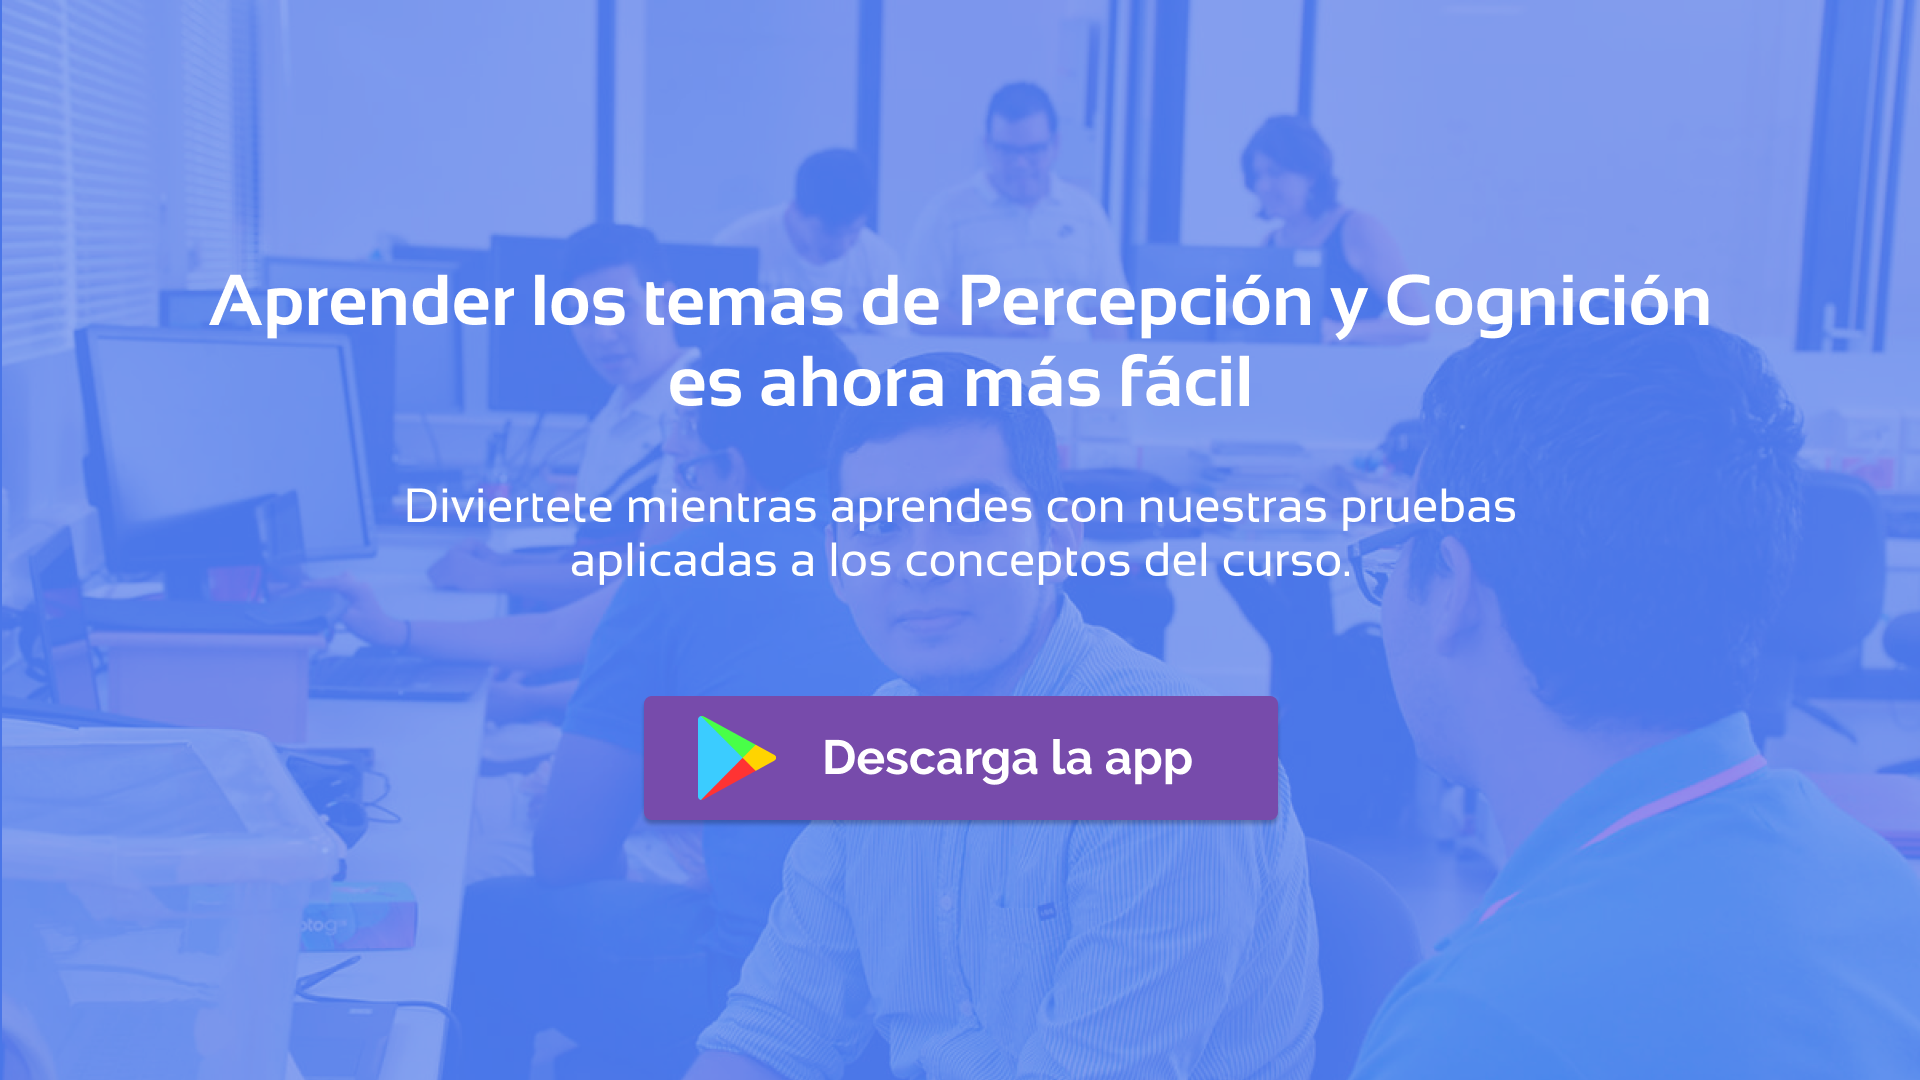 Aprender los temas de Percepción y Cognición
es ahora más fácil
Diviertete mientras aprendes con nuestras pruebas
aplicadas a los conceptos del curso.
Descarga la app